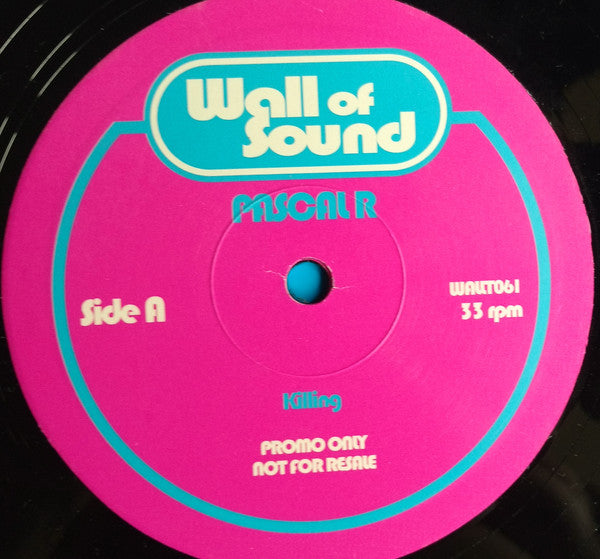 Wall of
Sound
PASCAL R
Side A
WALLT061
33 rpm
Killing
PROMO ONLY
NOT FOR RESALE